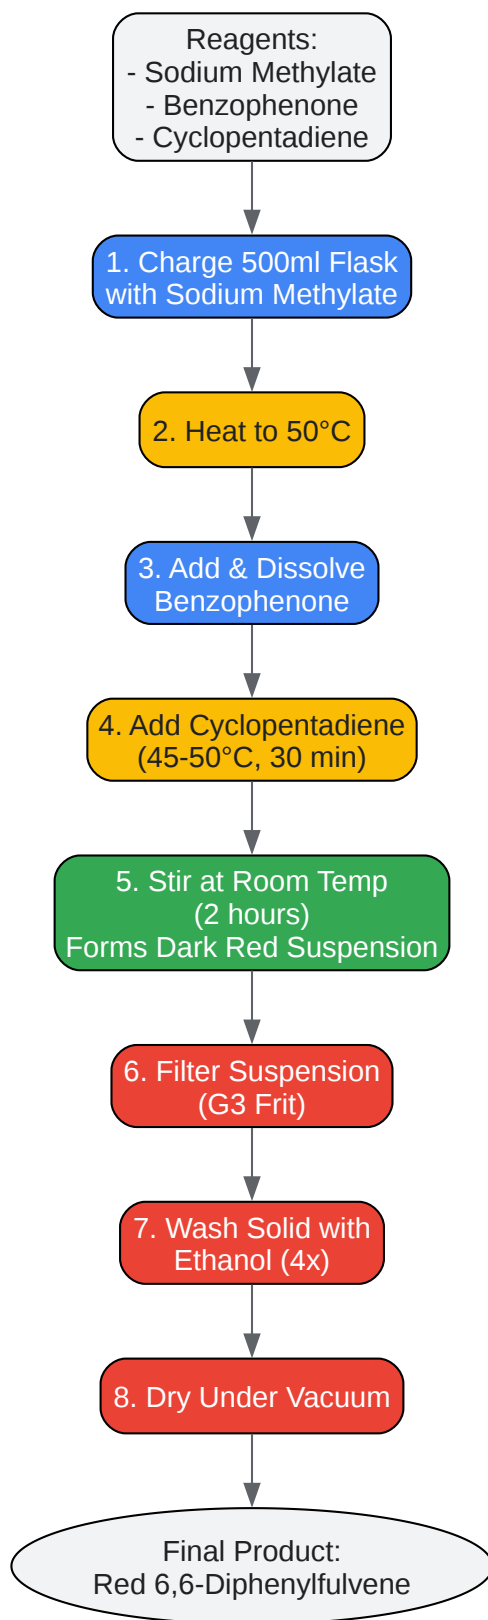 Reagents:
- Sodium Methylate
- Benzophenone
- Cyclopentadiene
1. Charge 500ml Flask
with Sodium Methylate
2. Heat to 50°C
3. Add & Dissolve
Benzophenone
4. Add Cyclopentadiene
(45-50°C, 30 min)
5. Stir at Room Temp
(2 hours)
Forms Dark Red Suspension
6. Filter Suspension
(G3 Frit)
7. Wash Solid with
Ethanol (4x)
8. Dry Under Vacuum
Final Product:
Red 6,6-Diphenylfulvene